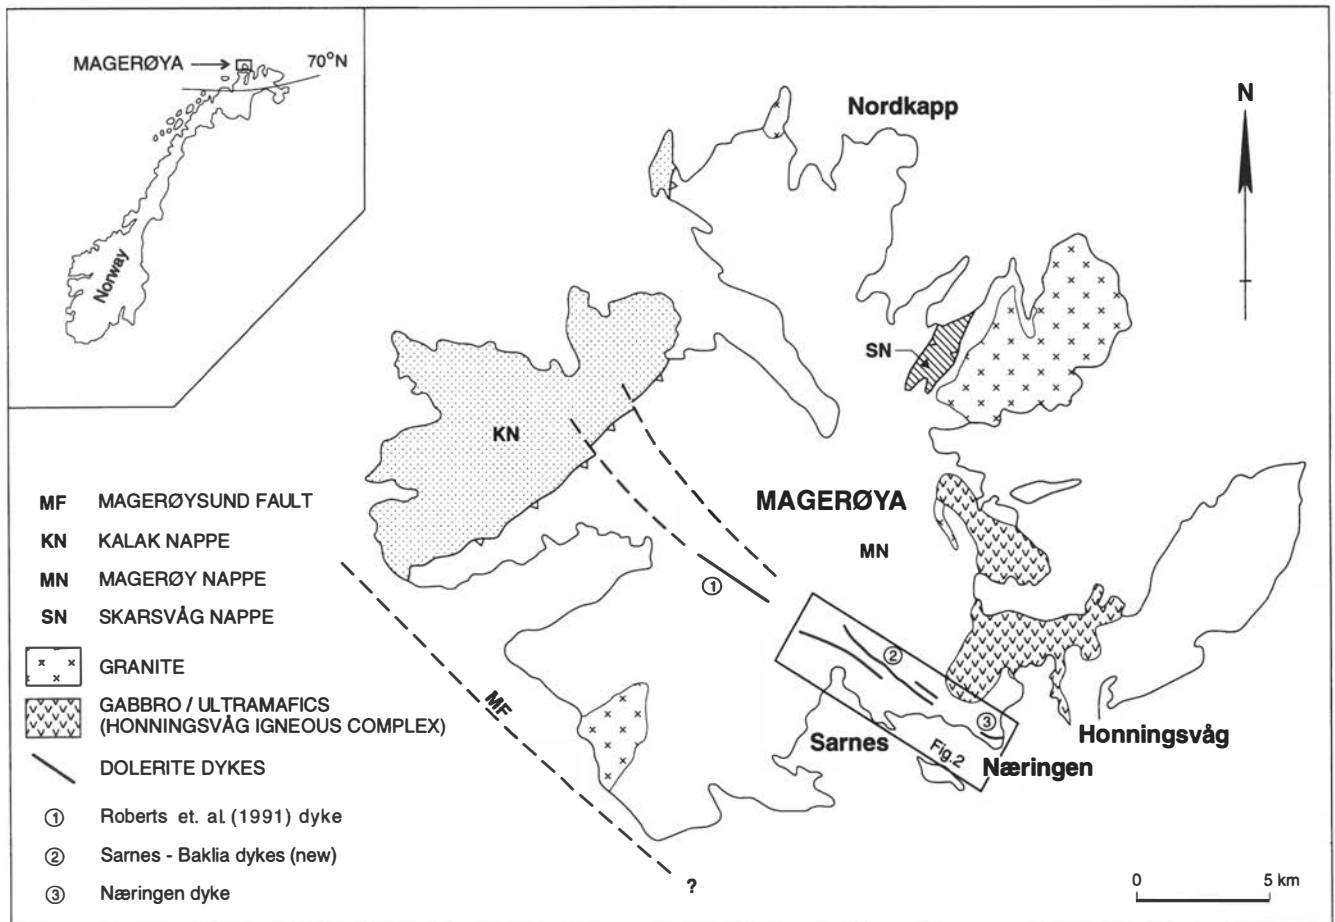 MAGERØYA
70°N
Norway
Nordkapp
N
SN
KN
MAGERØYA
MN
1
2
3
Sarnes
Fig.2
Næringen
Honningsvåg
MF
?
0 5 km
MF MAGERØYSUND FAULT
KN KALAK NAPPE
MN MAGERØY NAPPE
SN SKARSVÅG NAPPE
GRANITE
GABBRO / ULTRAMAFICS
(HONNINGSVÅG IGNEOUS COMPLEX)
DOLERITE DYKES
1 Roberts et. al. (1991) dyke
2 Sarnes - Baklia dykes (new)
3 Næringen dyke